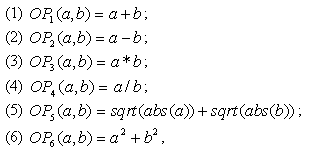 (1) OP₁(a,b) = a + b ;
(2) OP₂(a,b) = a − b ;
(3) OP₃(a,b) = a * b ;
(4) OP₄(a,b) = a / b ;
(5) OP₅(a,b) = sqrt(abs(a)) + sqrt(abs(b)) ;
(6) OP₆(a,b) = a² + b² ,